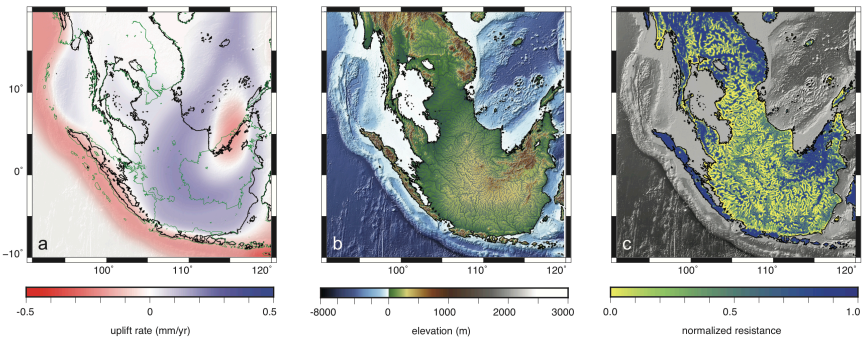 10°
0°
−10°
a
b
c
100° 110° 120°
100° 110° 120°
100° 110° 120°
-0.5 0 0.5
-8000 0 1000 2000 3000
0.0 0.5 1.0
uplift rate (mm/yr)
elevation (m)
normalized resistance